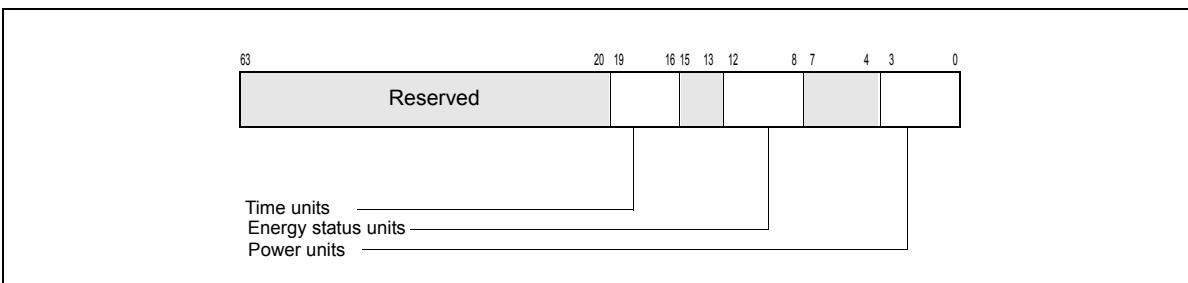 63 20 19 16 15 13 12 8 7 4 3 0
Reserved
Time units
Energy status units
Power units